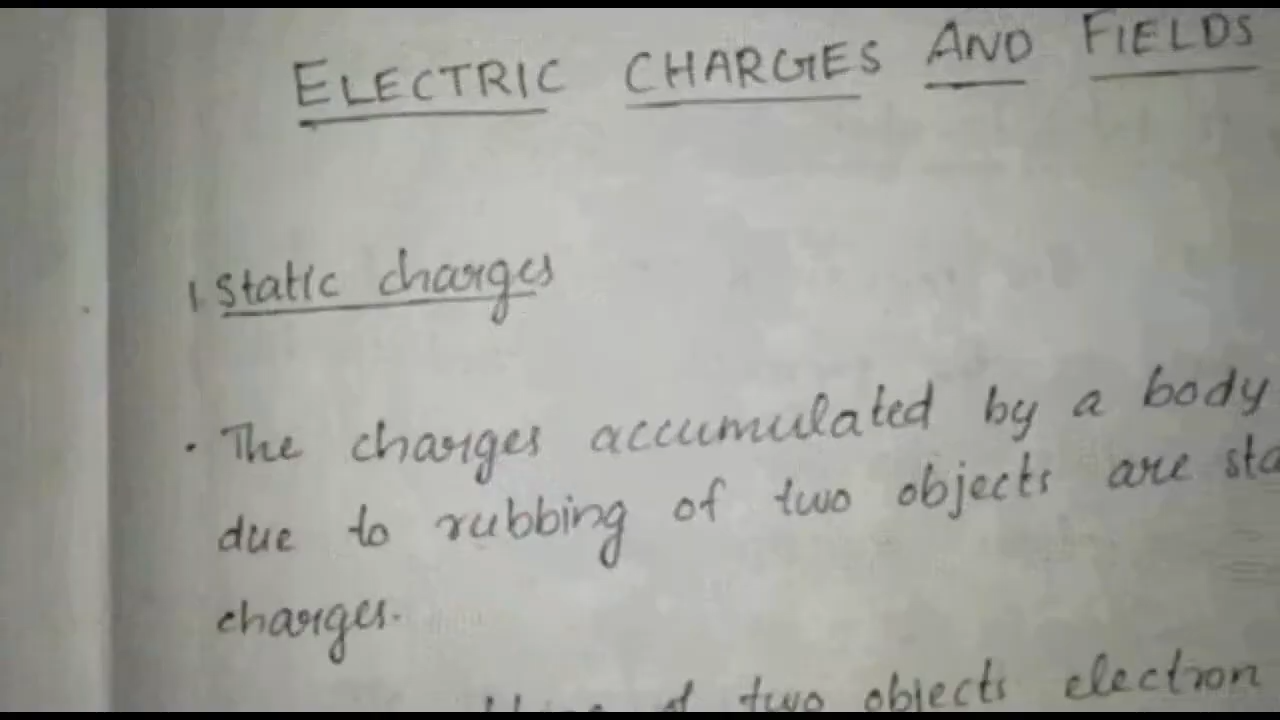 ELECTRIC CHARGES AND FIELDS
1. Static charges
• The charges accumulated by a body
due to rubbing of two objects are sta
charges.
two objects electron